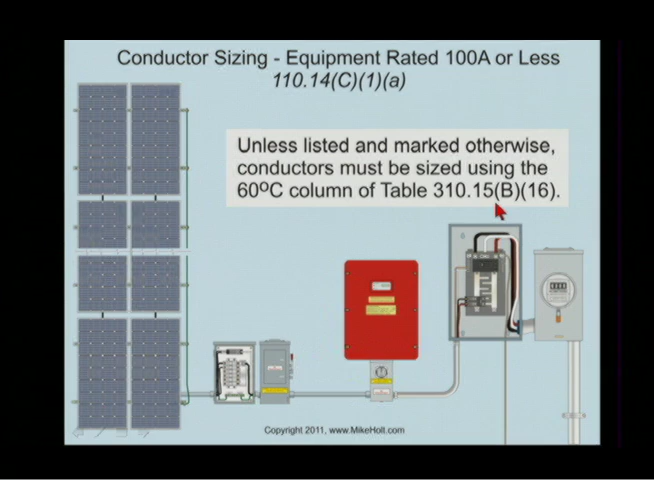 Conductor Sizing - Equipment Rated 100A or Less
110.14(C)(1)(a)
Unless listed and marked otherwise,
conductors must be sized using the
60ºC column of Table 310.15(B)(16).
Copyright 2011, www.MikeHolt.com